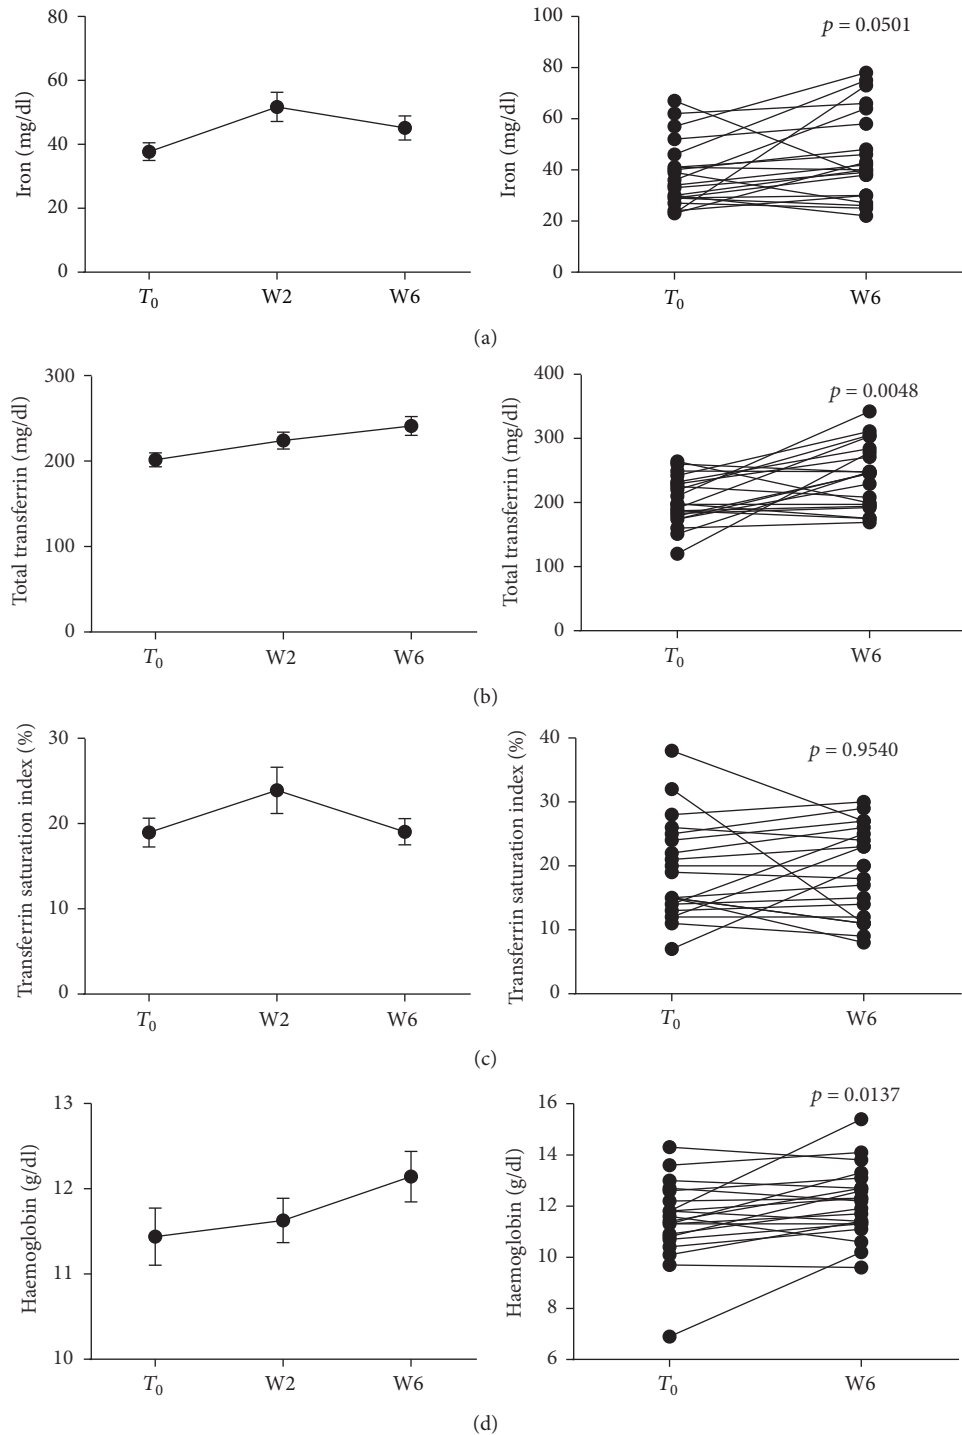 Iron (mg/dl)
80
60
40
20
0
T0 W2 W6
Iron (mg/dl)
100
80
60
40
20
0
p = 0.0501
T0 W6
(a)
Total transferrin (mg/dl)
300
200
100
0
T0 W2 W6
Total transferrin (mg/dl)
400
300
200
100
0
p = 0.0048
T0 W6
(b)
Transferrin saturation index (%)
30
20
10
0
T0 W2 W6
Transferrin saturation index (%)
40
30
20
10
0
p = 0.9540
T0 W6
(c)
Haemoglobin (g/dl)
13
12
11
10
T0 W2 W6
Haemoglobin (g/dl)
16
14
12
10
8
6
p = 0.0137
T0 W6
(d)